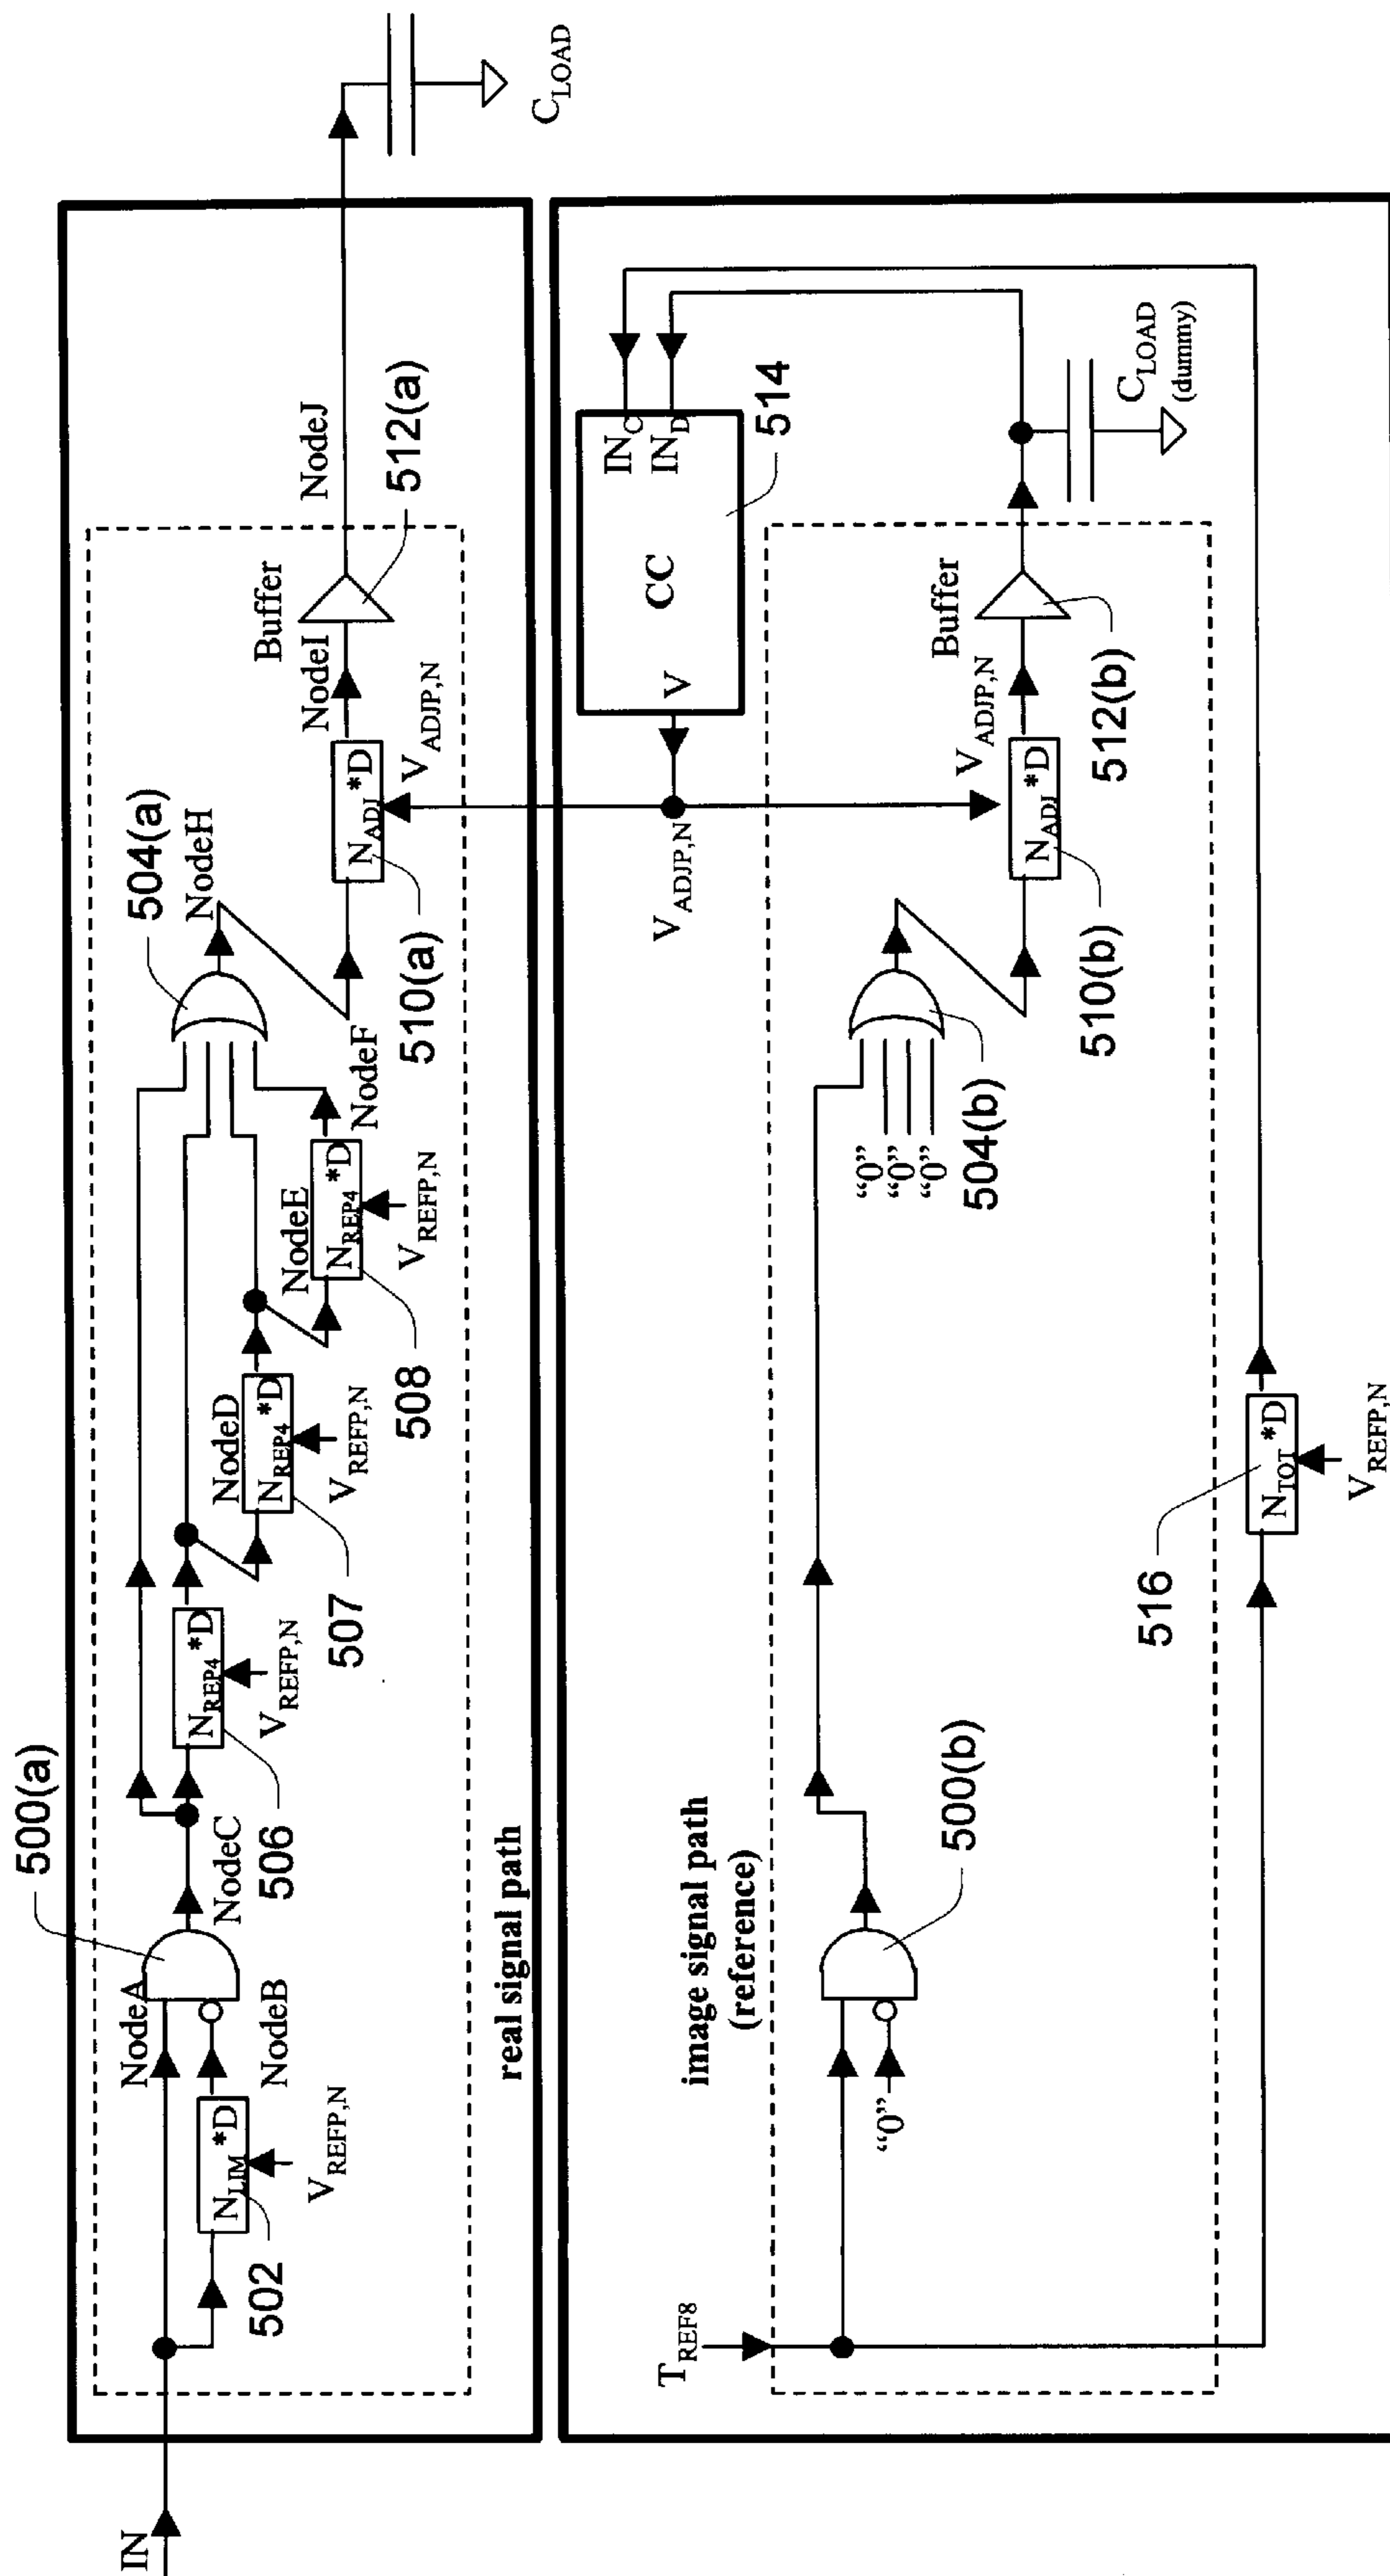 IN
500(a)
NodeA
N_LIM *D
502
V_REFP,N
NodeB
NodeC
506
N_REP4 *D
V_REFP,N
507
NodeD
N_REP4 *D
V_REFP,N
508
NodeE
N_REP4 *D
V_REFP,N
NodeF
504(a)
NodeH
510(a)
N_ADJ *D
V_ADJP,N
NodeI
Buffer
512(a)
NodeJ
C_LOAD
real signal path
image signal path
(reference)
T_REF8
"0"
500(b)
"0"
"0"
"0"
504(b)
V_ADJP,N
510(b)
N_ADJ *D
V_ADJP,N
Buffer
512(b)
V
CC
IN_C
IN_D
514
C_LOAD
(dummy)
516
N_TOT *D
V_REFP,N